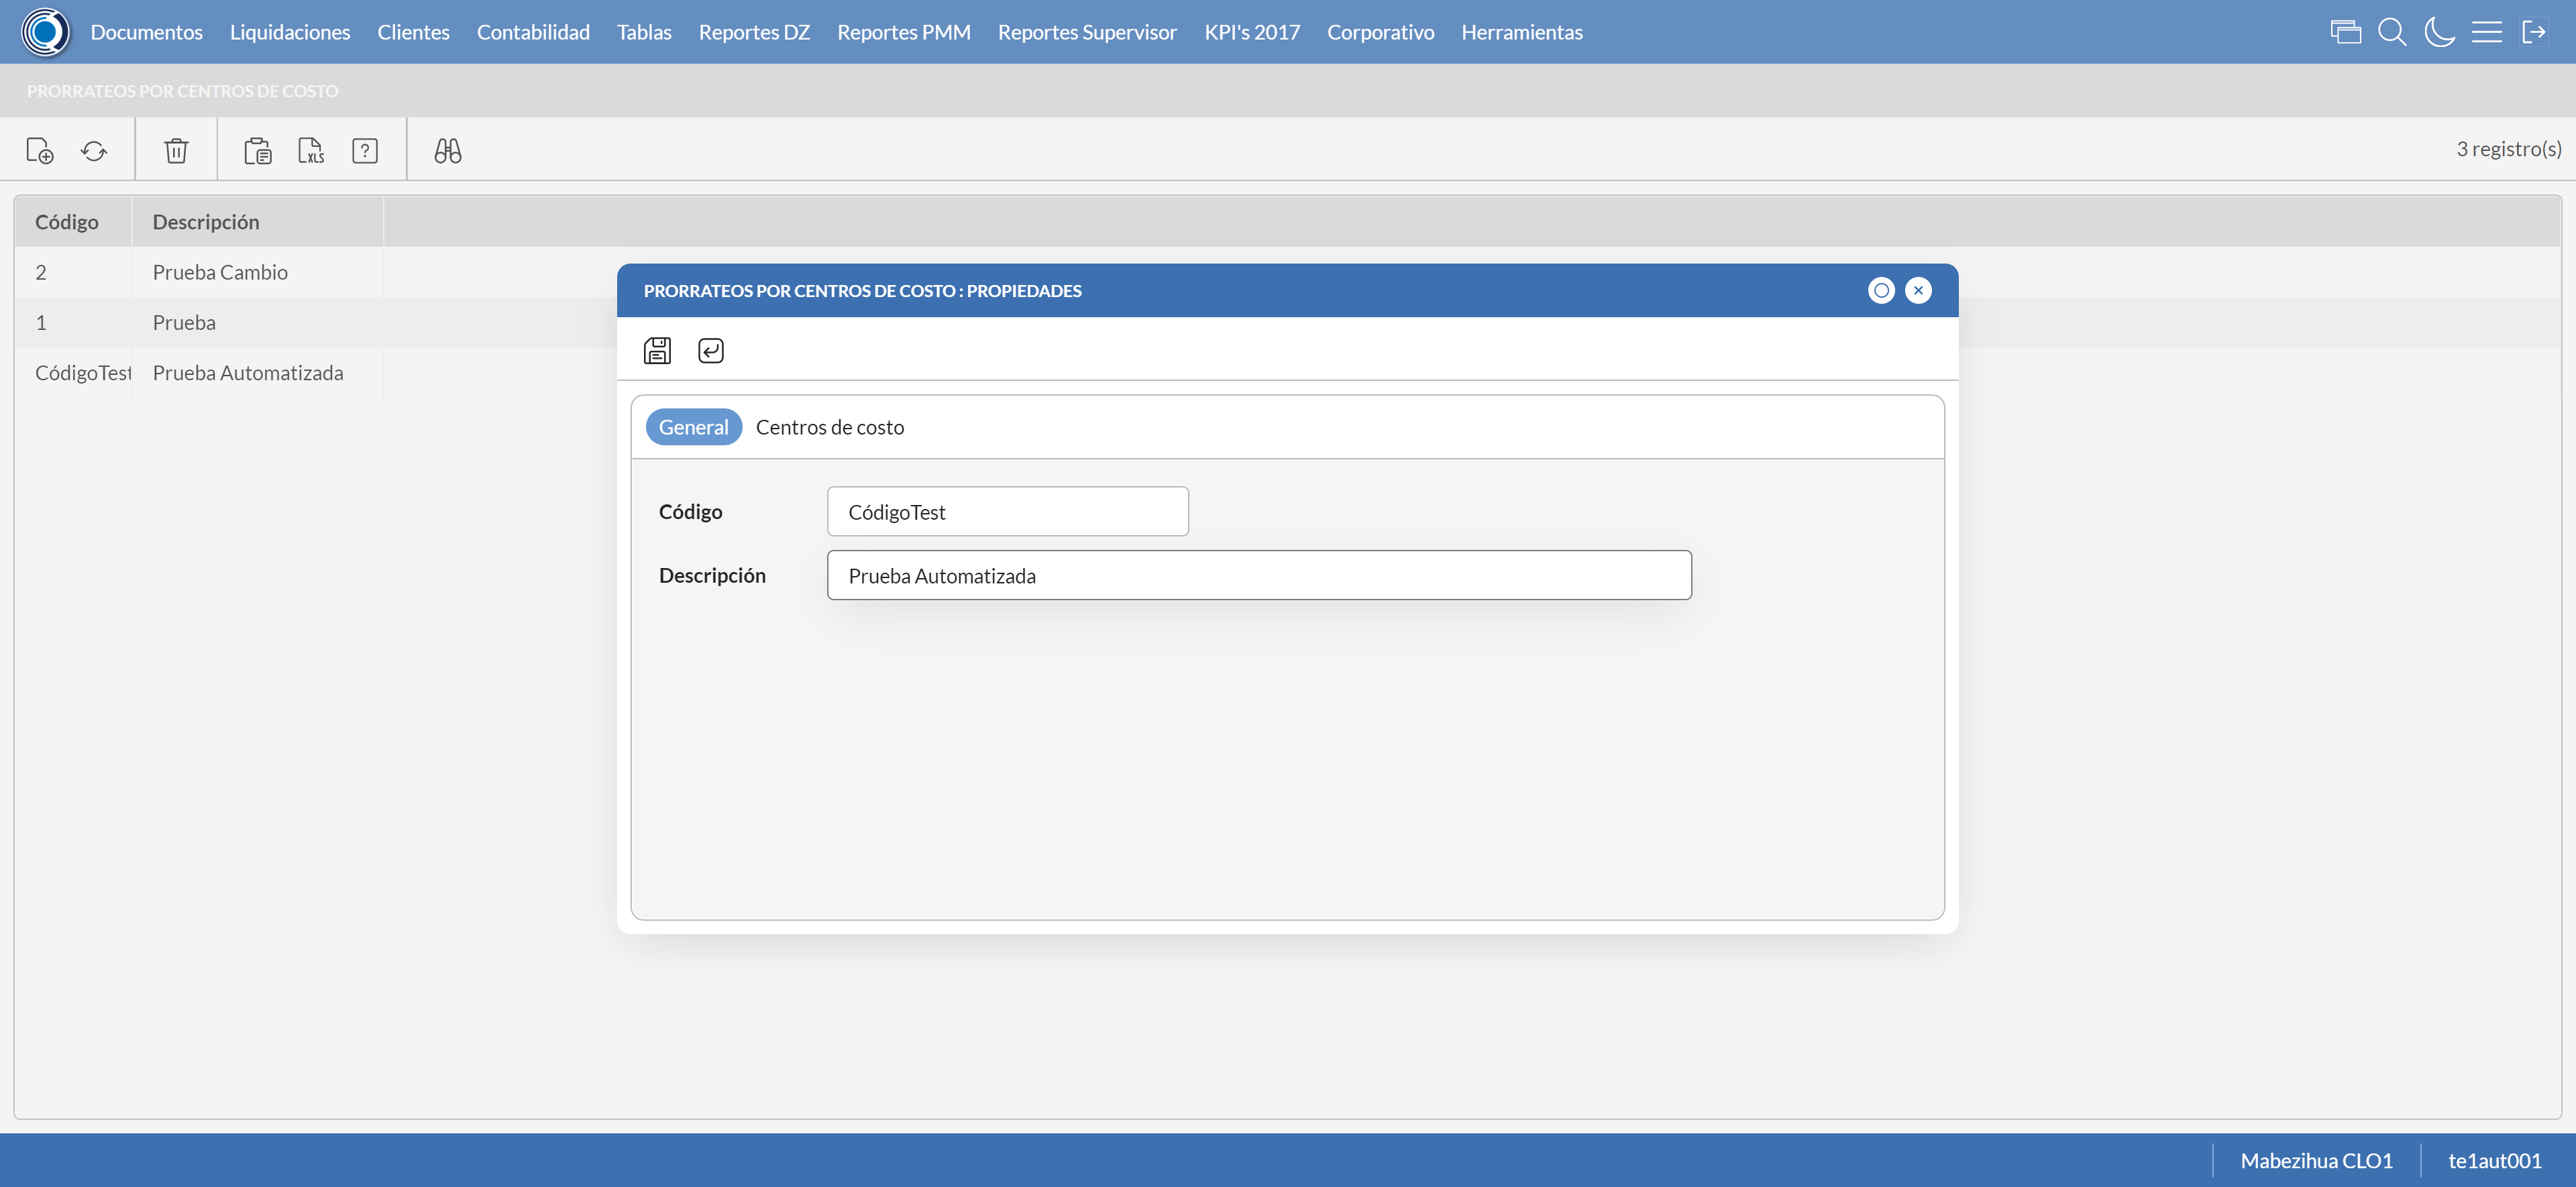 Documentos Liquidaciones Clientes Contabilidad Tablas Reportes DZ Reportes PMM Reportes Supervisor KPI's 2017 Corporativo Herramientas
PRORRATEOS POR CENTROS DE COSTO
XLS ? 3 registro(s)
Código Descripción
2 Prueba Cambio
1 Prueba
CódigoTest Prueba Automatizada
PRORRATEOS POR CENTROS DE COSTO : PROPIEDADES
General Centros de costo
Código CódigoTest
Descripción Prueba Automatizada
Mabezihua CLO1 te1aut001